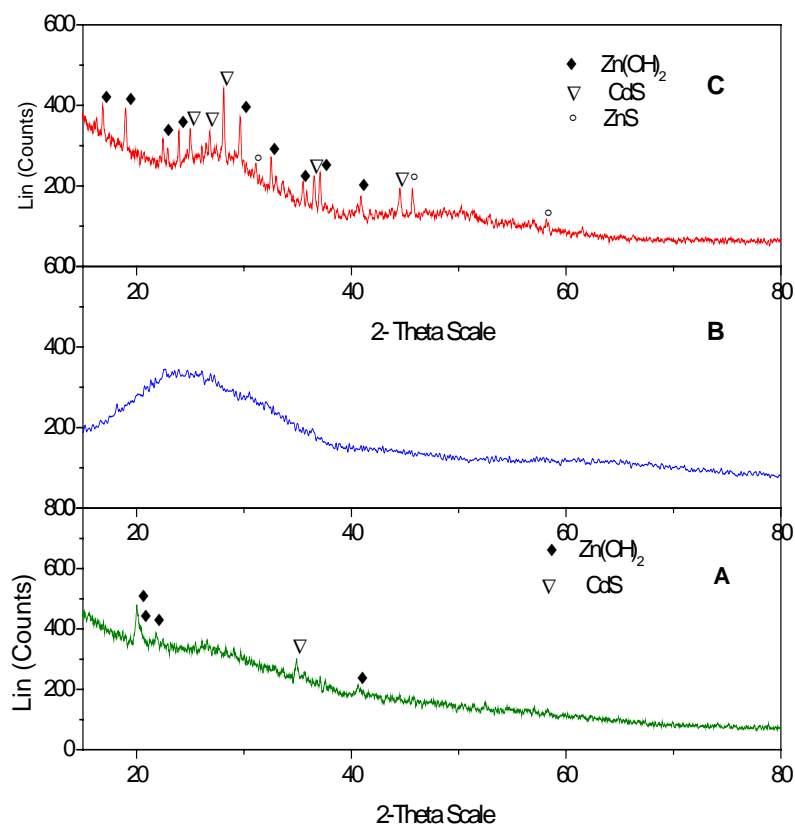 600
400
200
600
Lin (Counts)
◆ Zn(OH)2
▽ CdS
○ ZnS
C
20 40 60 80
2- Theta Scale
B
400
200
800
20 40 60 80
◆ Zn(OH)2
▽ CdS
A
600
400
200
0
Lin (Counts)
20 40 60 80
2-Theta Scale